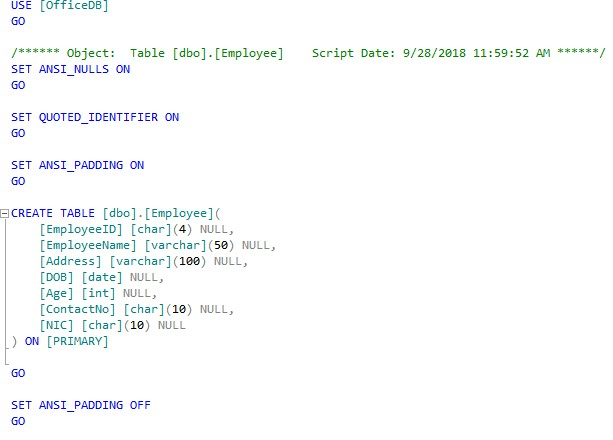 USE [OfficeDB]
GO
/****** Object:  Table [dbo].[Employee]    Script Date: 9/28/2018 11:59:52 AM ******/
SET ANSI_NULLS ON
GO
SET QUOTED_IDENTIFIER ON
GO
SET ANSI_PADDING ON
GO
CREATE TABLE [dbo].[Employee](
    [EmployeeID] [char](4) NULL,
    [EmployeeName] [varchar](50) NULL,
    [Address] [varchar](100) NULL,
    [DOB] [date] NULL,
    [Age] [int] NULL,
    [ContactNo] [char](10) NULL,
    [NIC] [char](10) NULL
) ON [PRIMARY]
GO
SET ANSI_PADDING OFF
GO